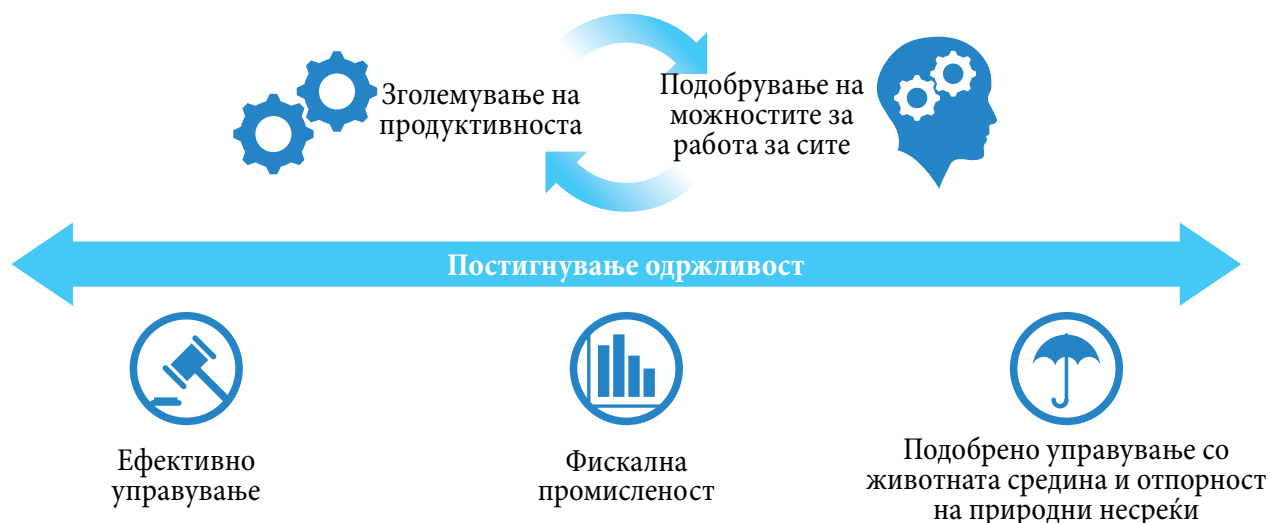 Зголемување на
продуктивноста
Подобрување на
можностите за
работа за сите
Постигнување одржливост
Ефективно
управување
Фискална
промисленост
Подобрено управување со
животната средина и отпорност
на природни несреќи